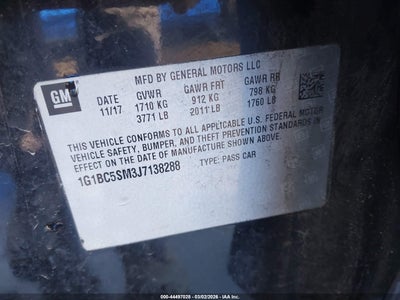 GM
MFD BY GENERAL MOTORS LLC
DATE GVWR GAWR FRT GAWR RR
11/17 1710 KG 912 KG 798 KG
3771 LB 2011 LB 1760 LB
THIS VEHICLE CONFORMS TO ALL APPLICABLE U.S. FEDERAL MOTOR
VEHICLE SAFETY, BUMPER, AND THEFT PREVENTION STANDARDS IN
EFFECT ON THE DATE OF MANUFACTURE SHOWN ABOVE.
1G1BC5SM3J7138288 TYPE: PASS CAR
00-44497028 - 03/02/2026 - IAA Inc.